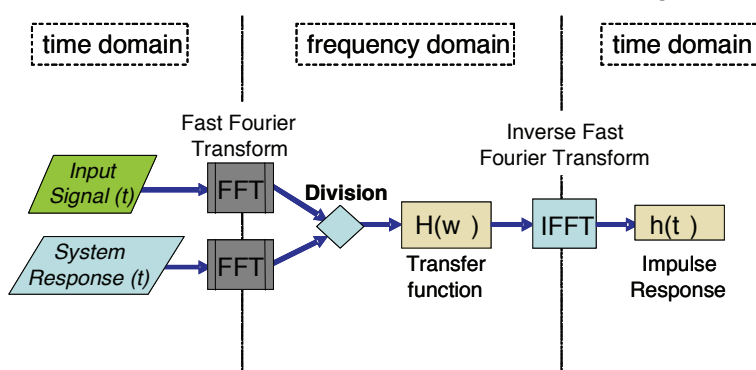 time domain
frequency domain
time domain
Fast Fourier
Transform
Inverse Fast
Fourier Transform
Input
Signal (t)
FFT
Division
System
Response (t)
FFT
H(w )
Transfer
function
IFFT
h(t )
Impulse
Response